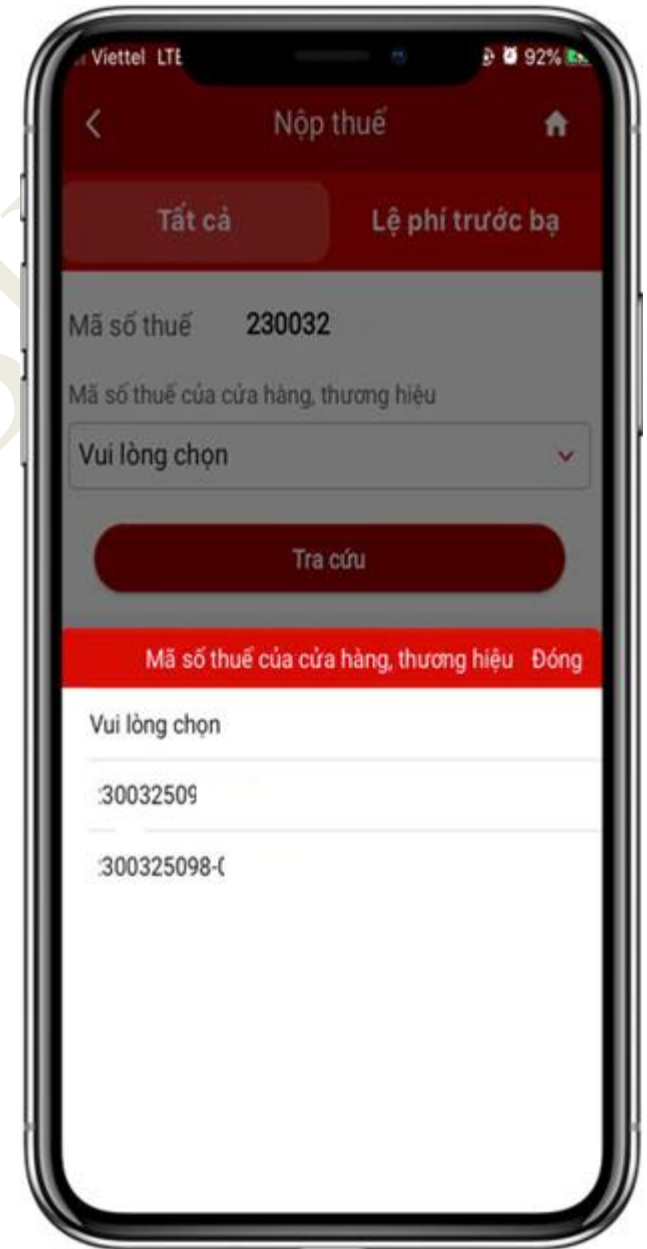 Viettel LTE 92%
Nộp thuế
Tất cả Lệ phí trước bạ
Mã số thuế 230032
Mã số thuế của cửa hàng, thương hiệu
Vui lòng chọn
Tra cứu
Mã số thuế của cửa hàng, thương hiệu Đóng
Vui lòng chọn
:30032509
:300325098-0